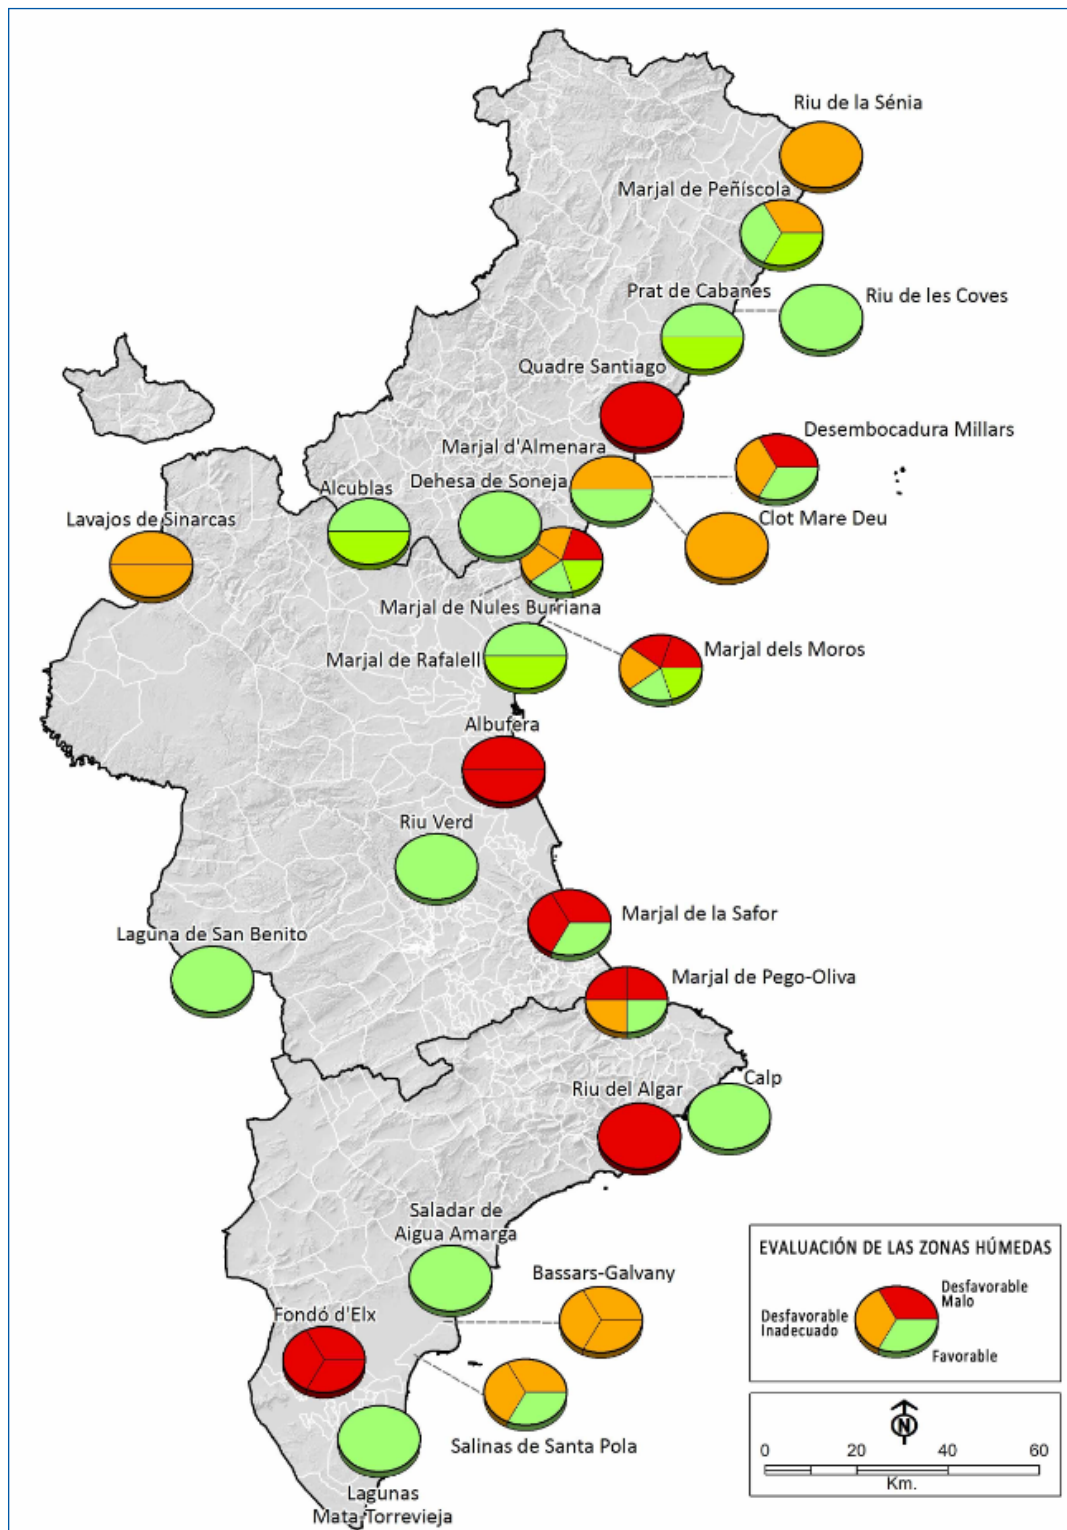 Riu de la Sénia
Marjal de Peñíscola
Prat de Cabanes
Riu de les Coves
Quadre Santiago
Marjal d'Almenara
Desembocadura Millars
Dehesa de Soneja
Alcublas
Lavajos de Sinarcas
Clot Mare Deu
Marjal de Nules Burriana
Marjal de Rafalell
Marjal dels Moros
Albufera
Riu Verd
Marjal de la Safor
Laguna de San Benito
Marjal de Pego-Oliva
Calp
Riu del Algar
Saladar de
Aigua Amarga
Bassars-Galvany
Fondó d'Elx
Salinas de Santa Pola
Lagunas
Mata-Torrevieja
EVALUACIÓN DE LAS ZONAS HÚMEDAS
Desfavorable
Malo
Desfavorable
Inadecuado
Favorable
N
0 20 40 60
Km.